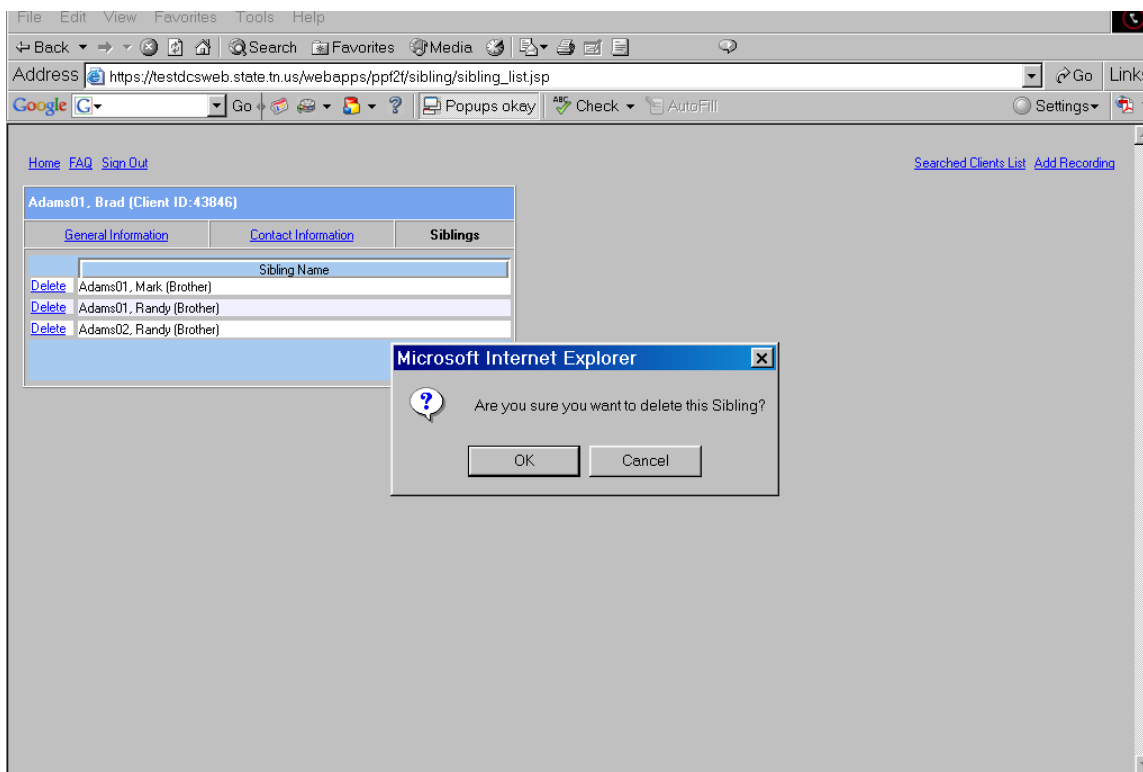 File Edit View Favorites Tools Help
Back Search Favorites Media
Address https://testdcsweb.state.tn.us/webapps/ppf2f/sibling/sibling_list.jsp Go Links
Google G Go Popups okay ABC Check AutoFill Settings
Home FAQ Sign Out Searched Clients List Add Recording
Adams01, Brad (Client ID:43846)
General Information Contact Information Siblings
Sibling Name
Delete Adams01, Mark (Brother)
Delete Adams01, Randy (Brother)
Delete Adams02, Randy (Brother)
Microsoft Internet Explorer
Are you sure you want to delete this Sibling?
OK Cancel